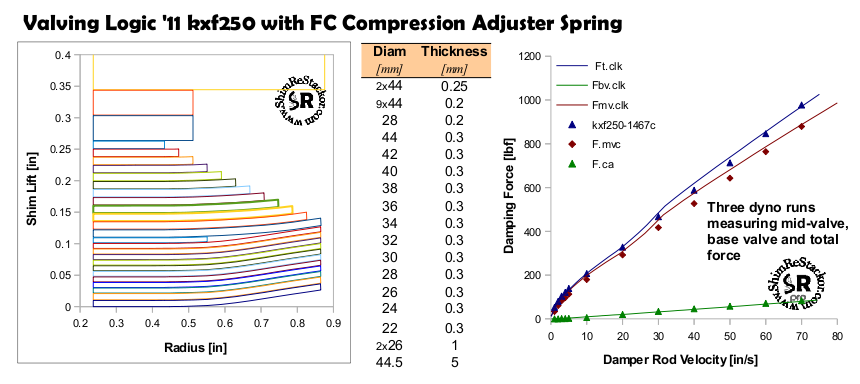 Valving Logic '11 kxf250 with FC Compression Adjuster Spring
0.4
0.35
0.3
0.25
0.2
0.15
0.1
0.05
0
Shim Lift [in]
0.2 0.3 0.4 0.5 0.6 0.7 0.8 0.9
Radius [in]
www.ShimReStackor.com
SR
Diam Thickness
[mm] [mm]
2x44 0.25
9x44 0.2
28 0.2
44 0.3
42 0.3
40 0.3
38 0.3
36 0.3
34 0.3
32 0.3
30 0.3
28 0.3
26 0.3
24 0.3
22 0.3
2x26 1
44.5 5
1200
1000
800
600
400
200
0
Damping Force [lbf]
Ft.clk
Fbv.clk
Fmv.clk
kxf250-1467c
F.mvc
F.ca
Three dyno runs
measuring mid-valve,
base valve and total
force
www.ShimReStackor.com
SR
org
0 10 20 30 40 50 60 70 80
Damper Rod Velocity [in/s]